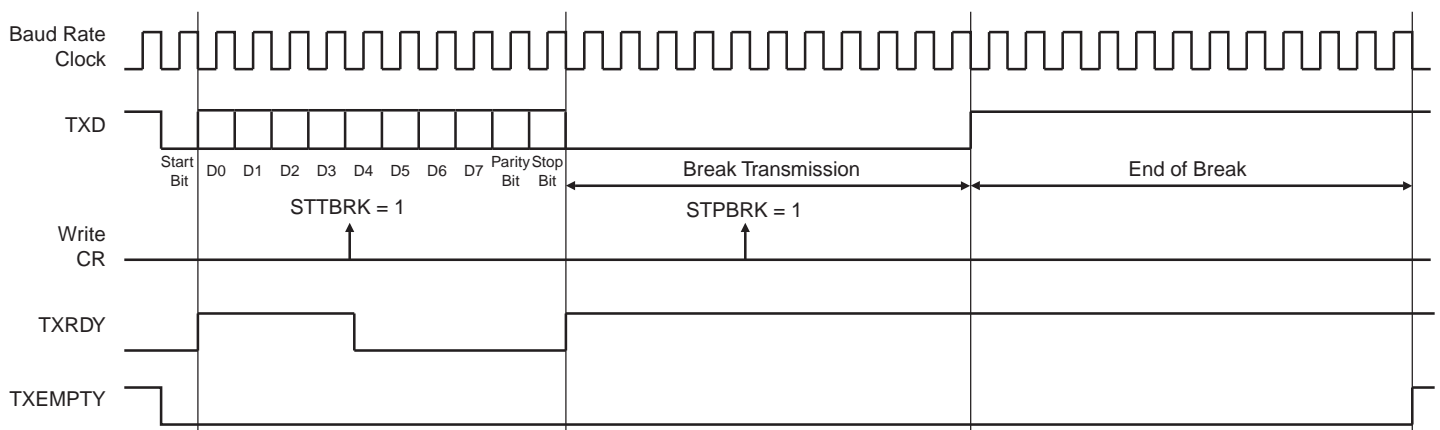 Baud Rate
Clock
TXD
Start
Bit
D0
D1
D2
D3
D4
D5
D6
D7
Parity
Bit
Stop
Bit
Break Transmission
End of Break
STTBRK = 1
STPBRK = 1
Write
CR
TXRDY
TXEMPTY